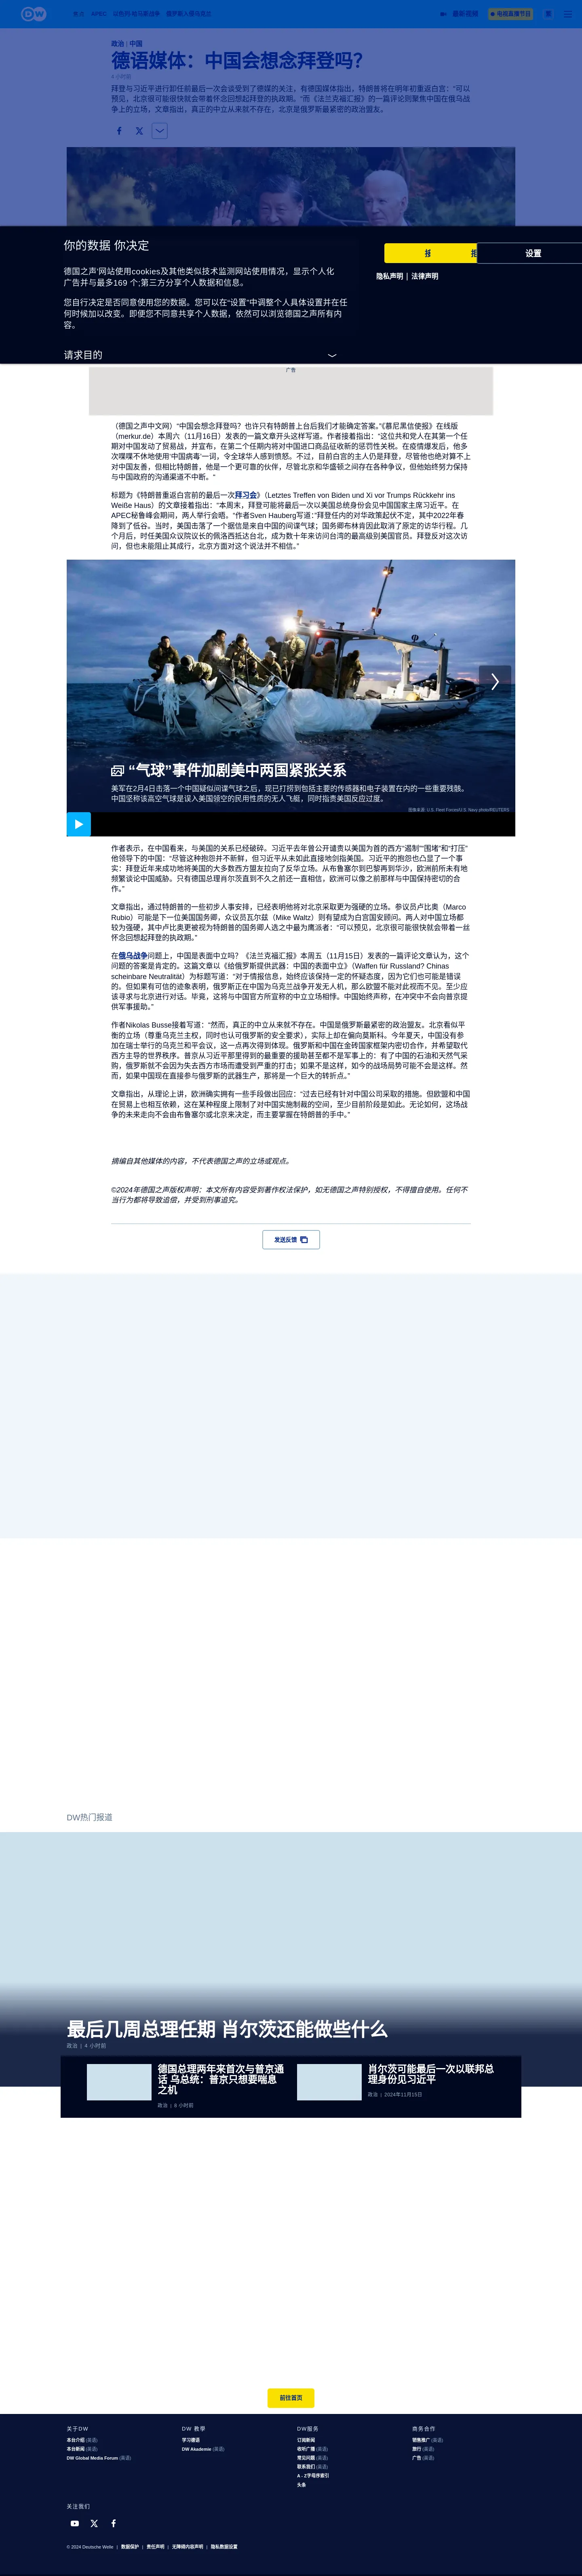 DW
APEC
最新视频
电视直播节目
政治 | 中国
德语媒体：中国会想念拜登吗？
4 小时前
拜登与习近平进行卸任前最后一次会谈受到了德媒的关注，有德国媒体指出，特朗普将在明年初重返白宫："可以
预见，北京很可能很快就会带着怀念回想起拜登的执政期。"而《法兰克福汇报》的一篇评论则聚焦中国在俄乌战
争上的立场，文章指出，真正的中立从来就不存在，北京是俄罗斯最紧密的政治盟友。
你的数据 你决定
设置
隐私声明 | 法律声明
德国之声'网站使用cookies及其他类似技术监测网站使用情况，显示个人化
广告并与最多169 个;第三方分享个人数据和信息。
您自行决定是否同意使用您的数据。您可以在"设置"中调整个人具体设置并在任
何时候加以改变。即便您不同意共享个人数据，依然可以浏览德国之声所有内
容。
请求目的
广告
（德国之声中文网）"中国会想念拜登吗？也许只有特朗普上台后我们才能确定答案。"《慕尼黑信使报》在线版
（merkur.de）本周六（11月16日）发表的一篇文章开头这样写道。作者接着指出："这位共和党人在其第一个任
期对中国发动了贸易战，并宣布，在第二个任期内将对中国进口商品征收新的惩罚性关税。在疫情爆发后，他多
次喋喋不休地使用'中国病毒'一词，令全球华人感到愤怒。不过，当目前白宫的主人仍是拜登，尽管他也绝对算不上
对中国友善，但相比特朗普，他是一个更可靠的伙伴，尽管北京和华盛顿之间存在各种争议，但他始终努力保持
与中国政府的沟通渠道不中断。"
标题为《特朗普重返白宫前的最后一次拜习会》（Letztes Treffen von Biden und Xi vor Trumps Rückkehr ins
Weiße Haus）的文章接着指出："本周末，拜登可能将最后一次以美国总统身份会见中国国家主席习近平。在
APEC秘鲁峰会期间，两人举行会晤。"作者Sven Hauberg写道："拜登任内的对华政策起伏不定，其中2022年春
降到了低谷。当时，美国击落了一个据信是来自中国的间谍气球；国务卿布林肯因此取消了原定的访华行程。几
个月后，时任美国众议院议长的佩洛西抵达台北，成为数十年来访问台湾的最高级别美国官员。拜登反对这次访
问，但也未能阻止其成行，北京方面对这个说法并不相信。"
"气球"事件加剧美中两国紧张关系
美军在2月4日击落一个中国疑似间谍气球之后，现已打捞到包括主要的传感器和电子装置在内的一些重要残骸。
中国坚称该高空气球是误入美国领空的民用性质的无人飞艇，同时指责美国反应过度。
图像来源: U.S. Fleet Forces/U.S. Navy photo/REUTERS
作者表示，在中国看来，与美国的关系已经破碎。习近平去年曾公开谴责以美国为首的西方"遏制""围堵"和"打压"
他领导下的中国："尽管这种抱怨并不新鲜，但习近平从未如此直接地剑指美国。习近平的抱怨也凸显了一个事
实：拜登近年来成功地将美国的大多数西方盟友拉向了反华立场。从布鲁塞尔到巴黎再到华沙，欧洲前所未有地
频繁谈论中国威胁。只有德国总理肖尔茨直到不久之前还一直相信，欧洲可以像之前那样与中国保持密切的合
作。"
文章指出，通过特朗普的一些初步人事安排，已经表明他将对北京采取更为强硬的立场。参议员卢比奥（Marco
Rubio）可能是下一位美国国务卿，众议员瓦尔兹（Mike Waltz）则有望成为白宫国安顾问。两人对中国立场都
较为强硬，其中卢比奥更被视为特朗普的国务卿人选之中最为鹰派者："可以预见，北京很可能很快就会带着一丝
怀念回想起拜登的执政期。"
在俄乌战争问题上，中国是否表面中立吗？《法兰克福汇报》本周五（11月15日）发表的一篇评论文章认为，这个
问题的答案是肯定的。这篇文章以《给俄罗斯提供武器：中国的表面中立》（Waffen für Russland? Chinas
scheinbare Neutralität）为标题写道："对于情报信息，始终应该保持一定的怀疑态度，因为它们也可能是错误
的。但如果有可信的迹象表明，俄罗斯正在中国为乌克兰战争开发无人机，那么欧盟不能对此视而不见。至少应
该寻求与北京进行对话。毕竟，这将与中国官方所宣称的中立立场相悖。中国始终声称，在冲突中不会向普京提
供军事援助。"
作者Nikolas Busse接着写道："然而，真正的中立从来就不存在。中国是俄罗斯最紧密的政治盟友。北京看似平
衡的立场（尊重乌克兰主权，同时也认可俄罗斯的安全要求），实际上却在偏向莫斯科。今年夏天，中国没有参
加在瑞士举行的乌克兰和平会议，这一点再次得到体现。俄罗斯和中国在金砖国家框架内密切合作，并希望取代
西方主导的世界秩序。普京从习近平那里得到的最重要的援助甚至都不是军事上的：有了中国的石油和天然气采
购，俄罗斯就不会因为失去西方市场而遭受到严重的打击；如果不是这样，如今的战场局势可能不会是这样。然
而，如果中国现在直接参与俄罗斯的武器生产，那将是一个巨大的转折点。"
文章指出，从理论上讲，欧洲确实拥有一些手段做出回应："过去已经有针对中国公司采取的措施。但欧盟和中国
在贸易上也相互依赖，这在某种程度上限制了对中国实施制裁的空间，至少目前阶段是如此。无论如何，这场战
争的未来走向不会由布鲁塞尔或北京来决定，而主要掌握在特朗普的手中。"
摘编自其他媒体的内容，不代表德国之声的立场或观点。
©2024年德国之声版权声明：本文所有内容受到著作权法保护，如无德国之声特别授权，不得擅自使用。任何不
当行为都将导致追偿，并受到刑事追究。
发送反馈
DW热门报道
最后几周总理任期 肖尔茨还能做些什么
政治 | 4 小时前
德国总理两年来首次与普京通
话 乌总统：普京只想要喘息
之机
政治 | 8 小时前
肖尔茨可能最后一次以联邦总
理身份见习近平
政治 | 2024年11月15日
前往首页
关于DW
本台介绍 (英语)
本台新闻 (英语)
DW Global Media Forum (英语)
DW 教學
学习德语
DW Akademie (英语)
DW服务
订阅新闻
收听广播 (英语)
常见问题 (英语)
联系我们 (英语)
A - Z字母序索引
头条
商务合作
销售推广 (英语)
旅行 (英语)
广告 (英语)
关注我们
© 2024 Deutsche Welle | 数据保护 | 责任声明 | 无障碍内容声明 | 隐私数据设置